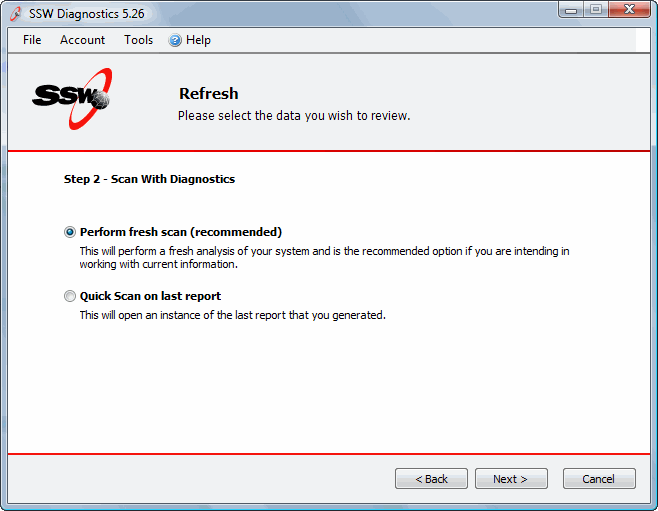 SSW Diagnostics 5.26
File Account Tools Help
SSW
Refresh
Please select the data you wish to review.
Step 2 - Scan With Diagnostics
Perform fresh scan (recommended)
This will perform a fresh analysis of your system and is the recommended option if you are intending in
working with current information.
Quick Scan on last report
This will open an instance of the last report that you generated.
< Back Next > Cancel